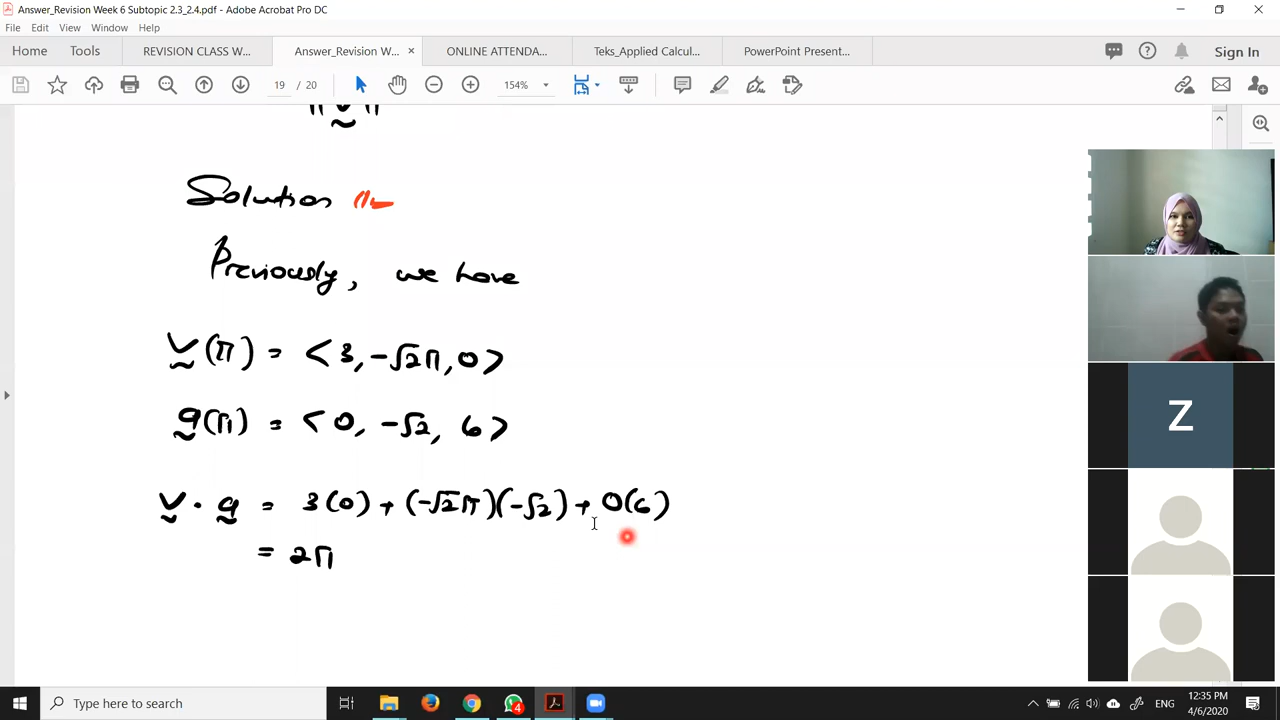 Answer_Revision Week 6 Subtopic 2.3_2.4.pdf - Adobe Acrobat Pro DC
File Edit View Window Help
Home Tools REVISION CLASS W... Answer_Revision W... × ONLINE ATTENDA... Teks_Applied Calcul... PowerPoint Present... Sign In
19 / 20 154%
Solution
Previously, we have
v(π) = < 3, -√2π, 0 >
a(π) = < 0, -√2, 6 >
v · a = 3(0) + (-√2π)(-√2) + 0(6)
= 2π
Z
Type here to search
4
ENG
12:35 PM
4/6/2020